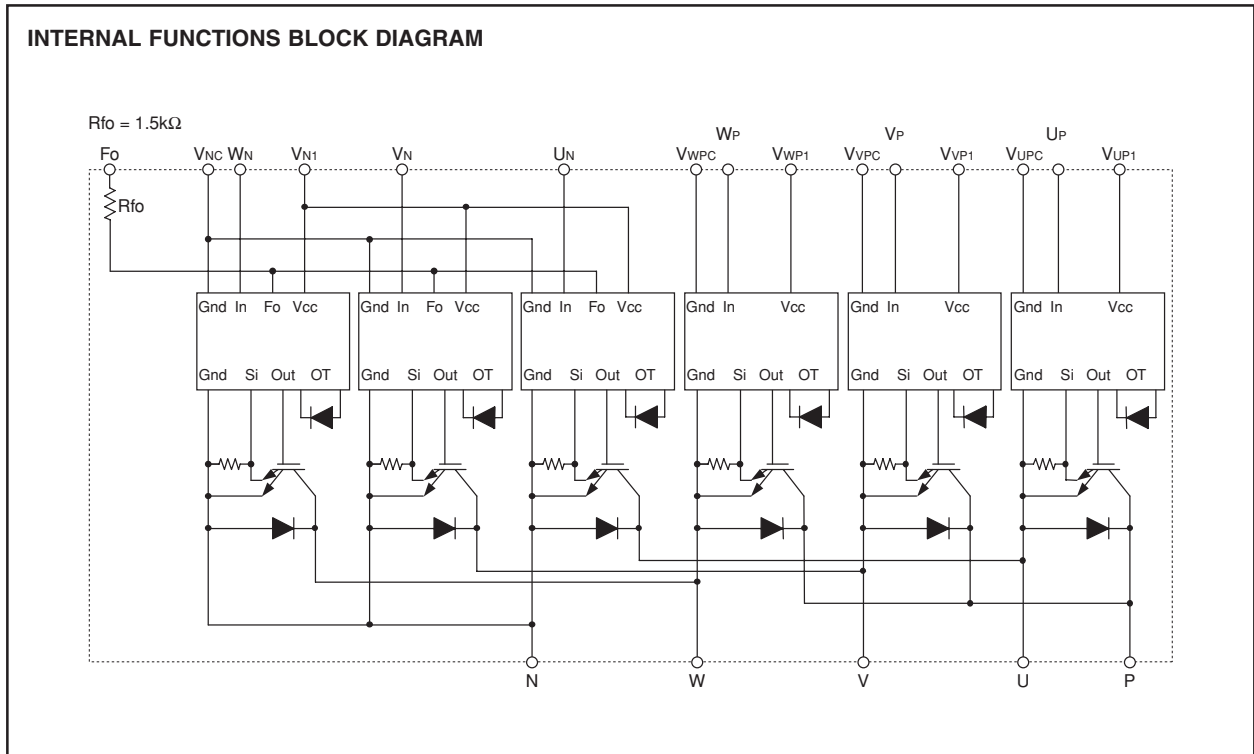 INTERNAL FUNCTIONS BLOCK DIAGRAM
Rfo = 1.5kΩ
WP VP UP
Fo VNC WN VN1 VN UN VWPC VWP1 VVPC VVP1 VUPC VUP1
Rfo
Gnd In Fo Vcc Gnd In Fo Vcc Gnd In Fo Vcc Gnd In Vcc Gnd In Vcc Gnd In Vcc
Gnd Si Out OT Gnd Si Out OT Gnd Si Out OT Gnd Si Out OT Gnd Si Out OT Gnd Si Out OT
N W V U P